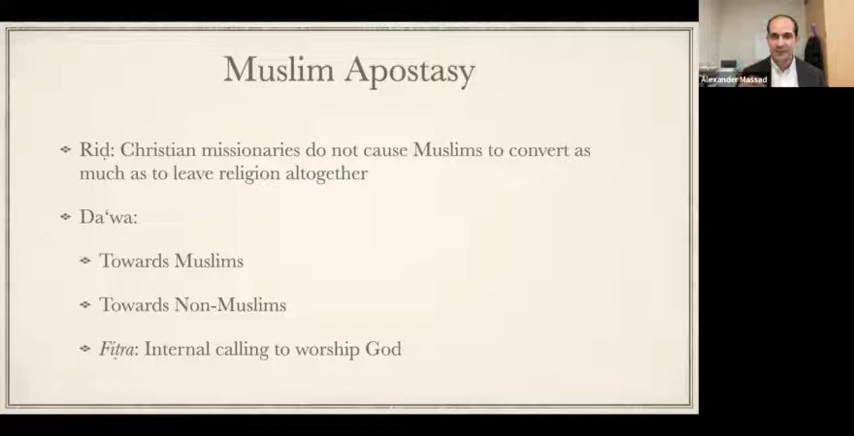 Muslim Apostasy
Alexander Massad
Riḍ: Christian missionaries do not cause Muslims to convert as
much as to leave religion altogether
Da‘wa:
Towards Muslims
Towards Non-Muslims
Fiṭra: Internal calling to worship God